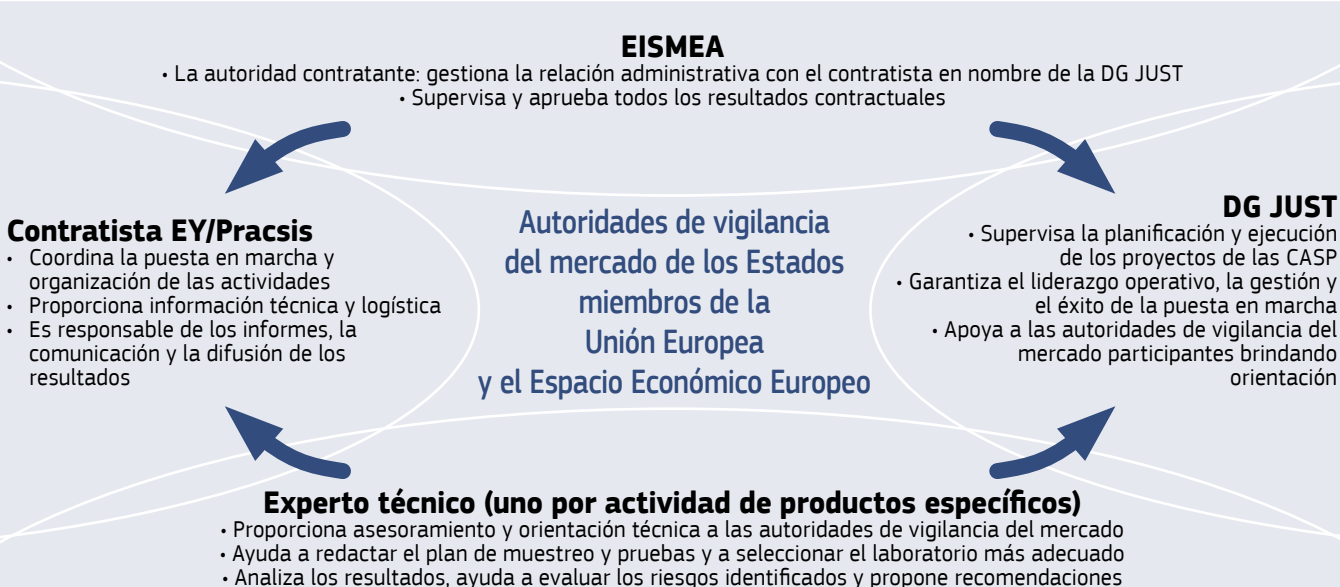 EISMEA
• La autoridad contratante: gestiona la relación administrativa con el contratista en nombre de la DG JUST
• Supervisa y aprueba todos los resultados contractuales
Contratista EY/Pracsis
• Coordina la puesta en marcha y
organización de las actividades
• Proporciona información técnica y logística
• Es responsable de los informes, la
comunicación y la difusión de los
resultados
Autoridades de vigilancia
del mercado de los Estados
miembros de la
Unión Europea
y el Espacio Económico Europeo
DG JUST
• Supervisa la planificación y ejecución
de los proyectos de las CASP
• Garantiza el liderazgo operativo, la gestión y
el éxito de la puesta en marcha
• Apoya a las autoridades de vigilancia del
mercado participantes brindando
orientación
Experto técnico (uno por actividad de productos específicos)
• Proporciona asesoramiento y orientación técnica a las autoridades de vigilancia del mercado
• Ayuda a redactar el plan de muestreo y pruebas y a seleccionar el laboratorio más adecuado
• Analiza los resultados, ayuda a evaluar los riesgos identificados y propone recomendaciones